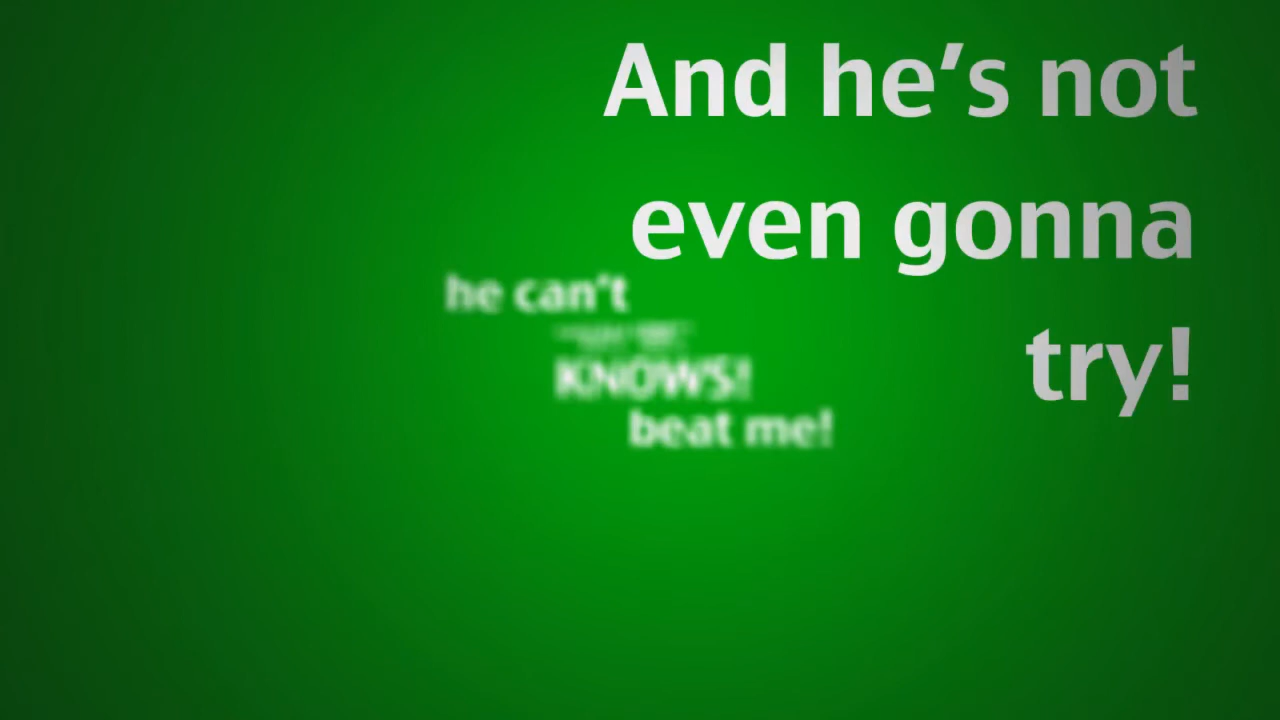 And he’s not
even gonna
try!
he can’t
KNOWS!
beat me!